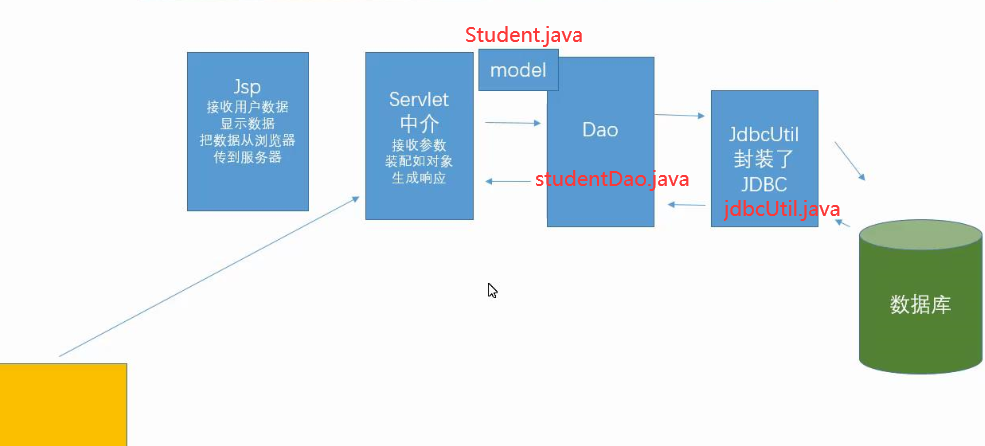 Student.java
Jsp
接收用户数据
显示数据
把数据从浏览器
传到服务器
Servlet
中介
接收参数
装配如对象
生成响应
model
Dao
studentDao.java
JdbcUtil
封装了
JDBC
jdbcUtil.java
数据库